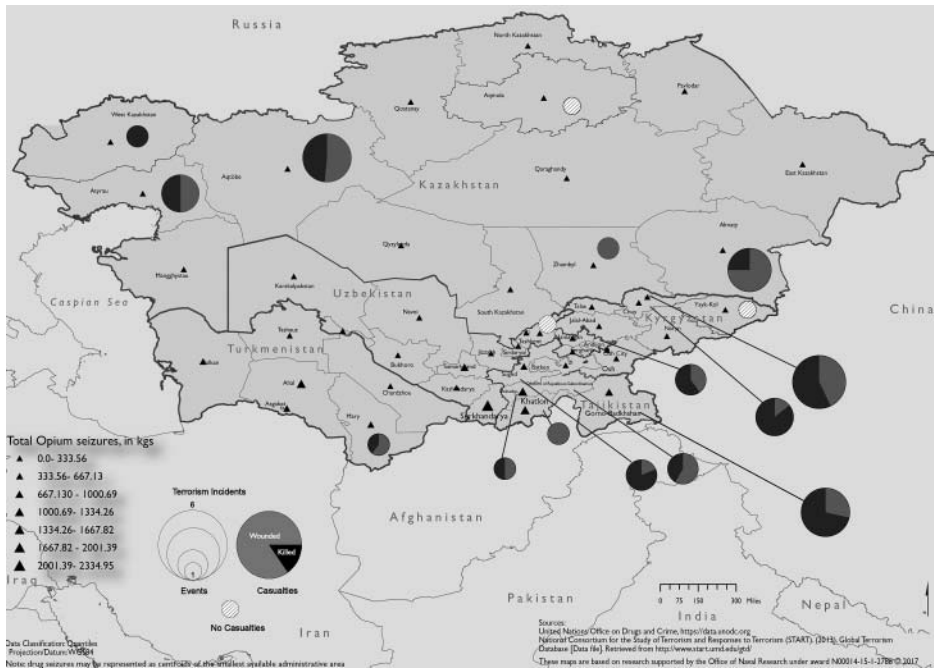 Russia
North Kazakhstan
Pavlodar
Aqmola
Qostanay
West Kazakhstan
East Kazakhstan
Aqtobe
Qaraghandy
Kazakhstan
Atyrau
Almaty
Qyzylorda
Zhambyl
Mangghystau
Karakalpakstan
Uzbekistan
South Kazakhstan
Caspian Sea
China
Talas
Chuy
Ysyk-Kol
Kyrgyzstan
Navoi
Jalal-Abad
Naryn
Tashauz
Turkmenistan
Bukhoro
Batken
Osh
Ahal
Chardzhou
Kashkadarya
Tajikistan
Khatlon
Gorno-Badakhshan
Surkhandarya
Mary
Total Opium seizures, in kgs
0.0- 333.56
333.56- 667.13
667.130 - 1000.69
1000.69- 1334.26
1334.26- 1667.82
1667.82 - 2001.39
2001.39- 2334.95
Terrorism Incidents
6
1
Events
Wounded
Killed
Casualties
No Casualties
Afghanistan
Pakistan
India
Nepal
Iraq
Iran
0 75 150 300 Miles
Sources:
United Nations Office on Drugs and Crime, https://data.unodc.org
National Consortium for the Study of Terrorism and Responses to Terrorism (START). (2015). Global Terrorism
Database [Data file]. Retrieved from http://www.start.umd.edu/gtd/
These maps are based on research supported by the Office of Naval Research under award N00014-15-1-2788 © 2017
Data Classification: Quantiles
Projection/Datum:
Note: drug seizures may be represented as centroids of the smallest available administrative area